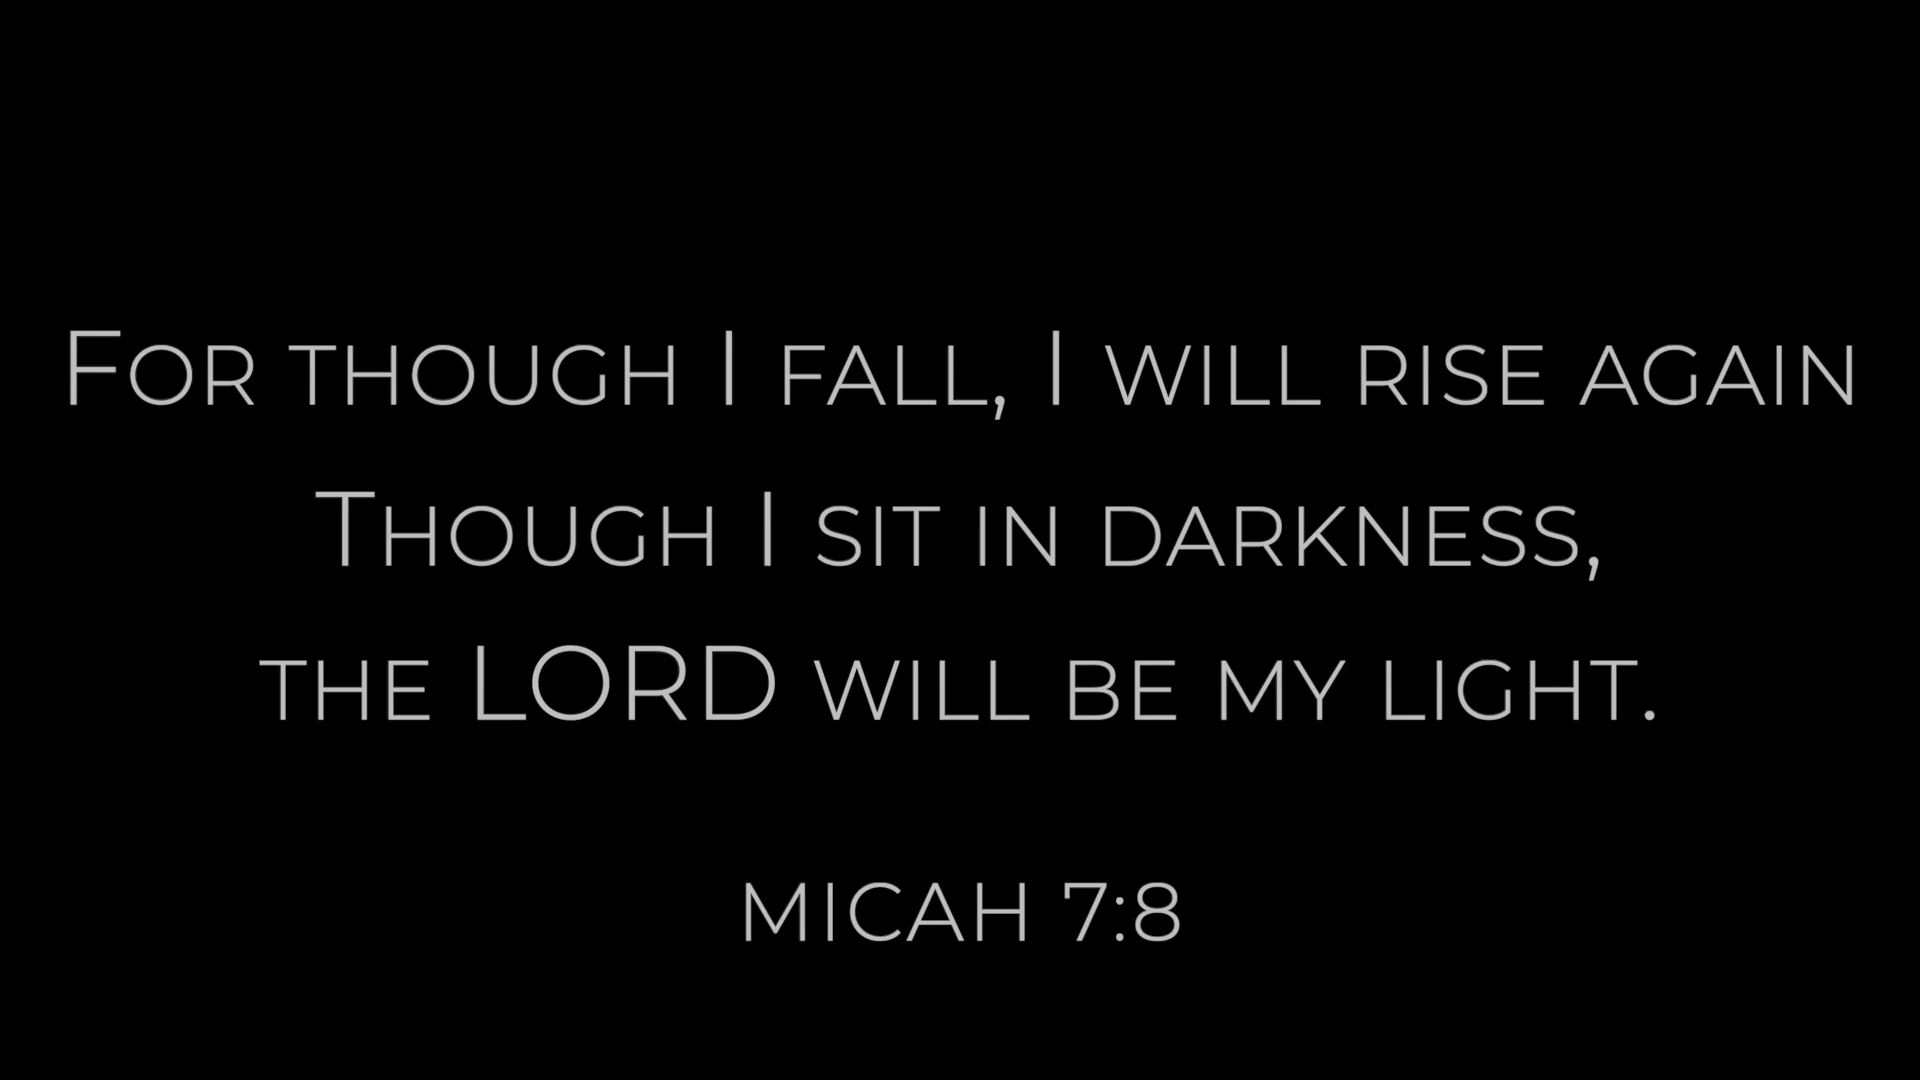 For though I fall, I will rise again
Though I sit in darkness,
the LORD will be my light.
MICAH 7:8